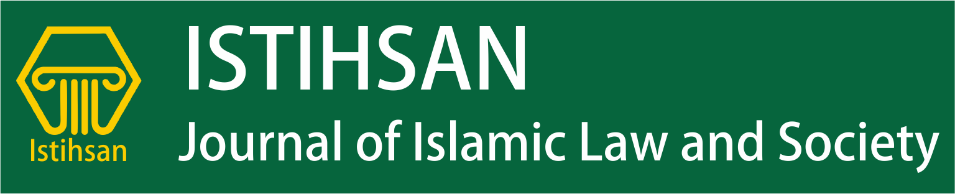 ISTIHSAN
Journal of Islamic Law and Society
Istihsan